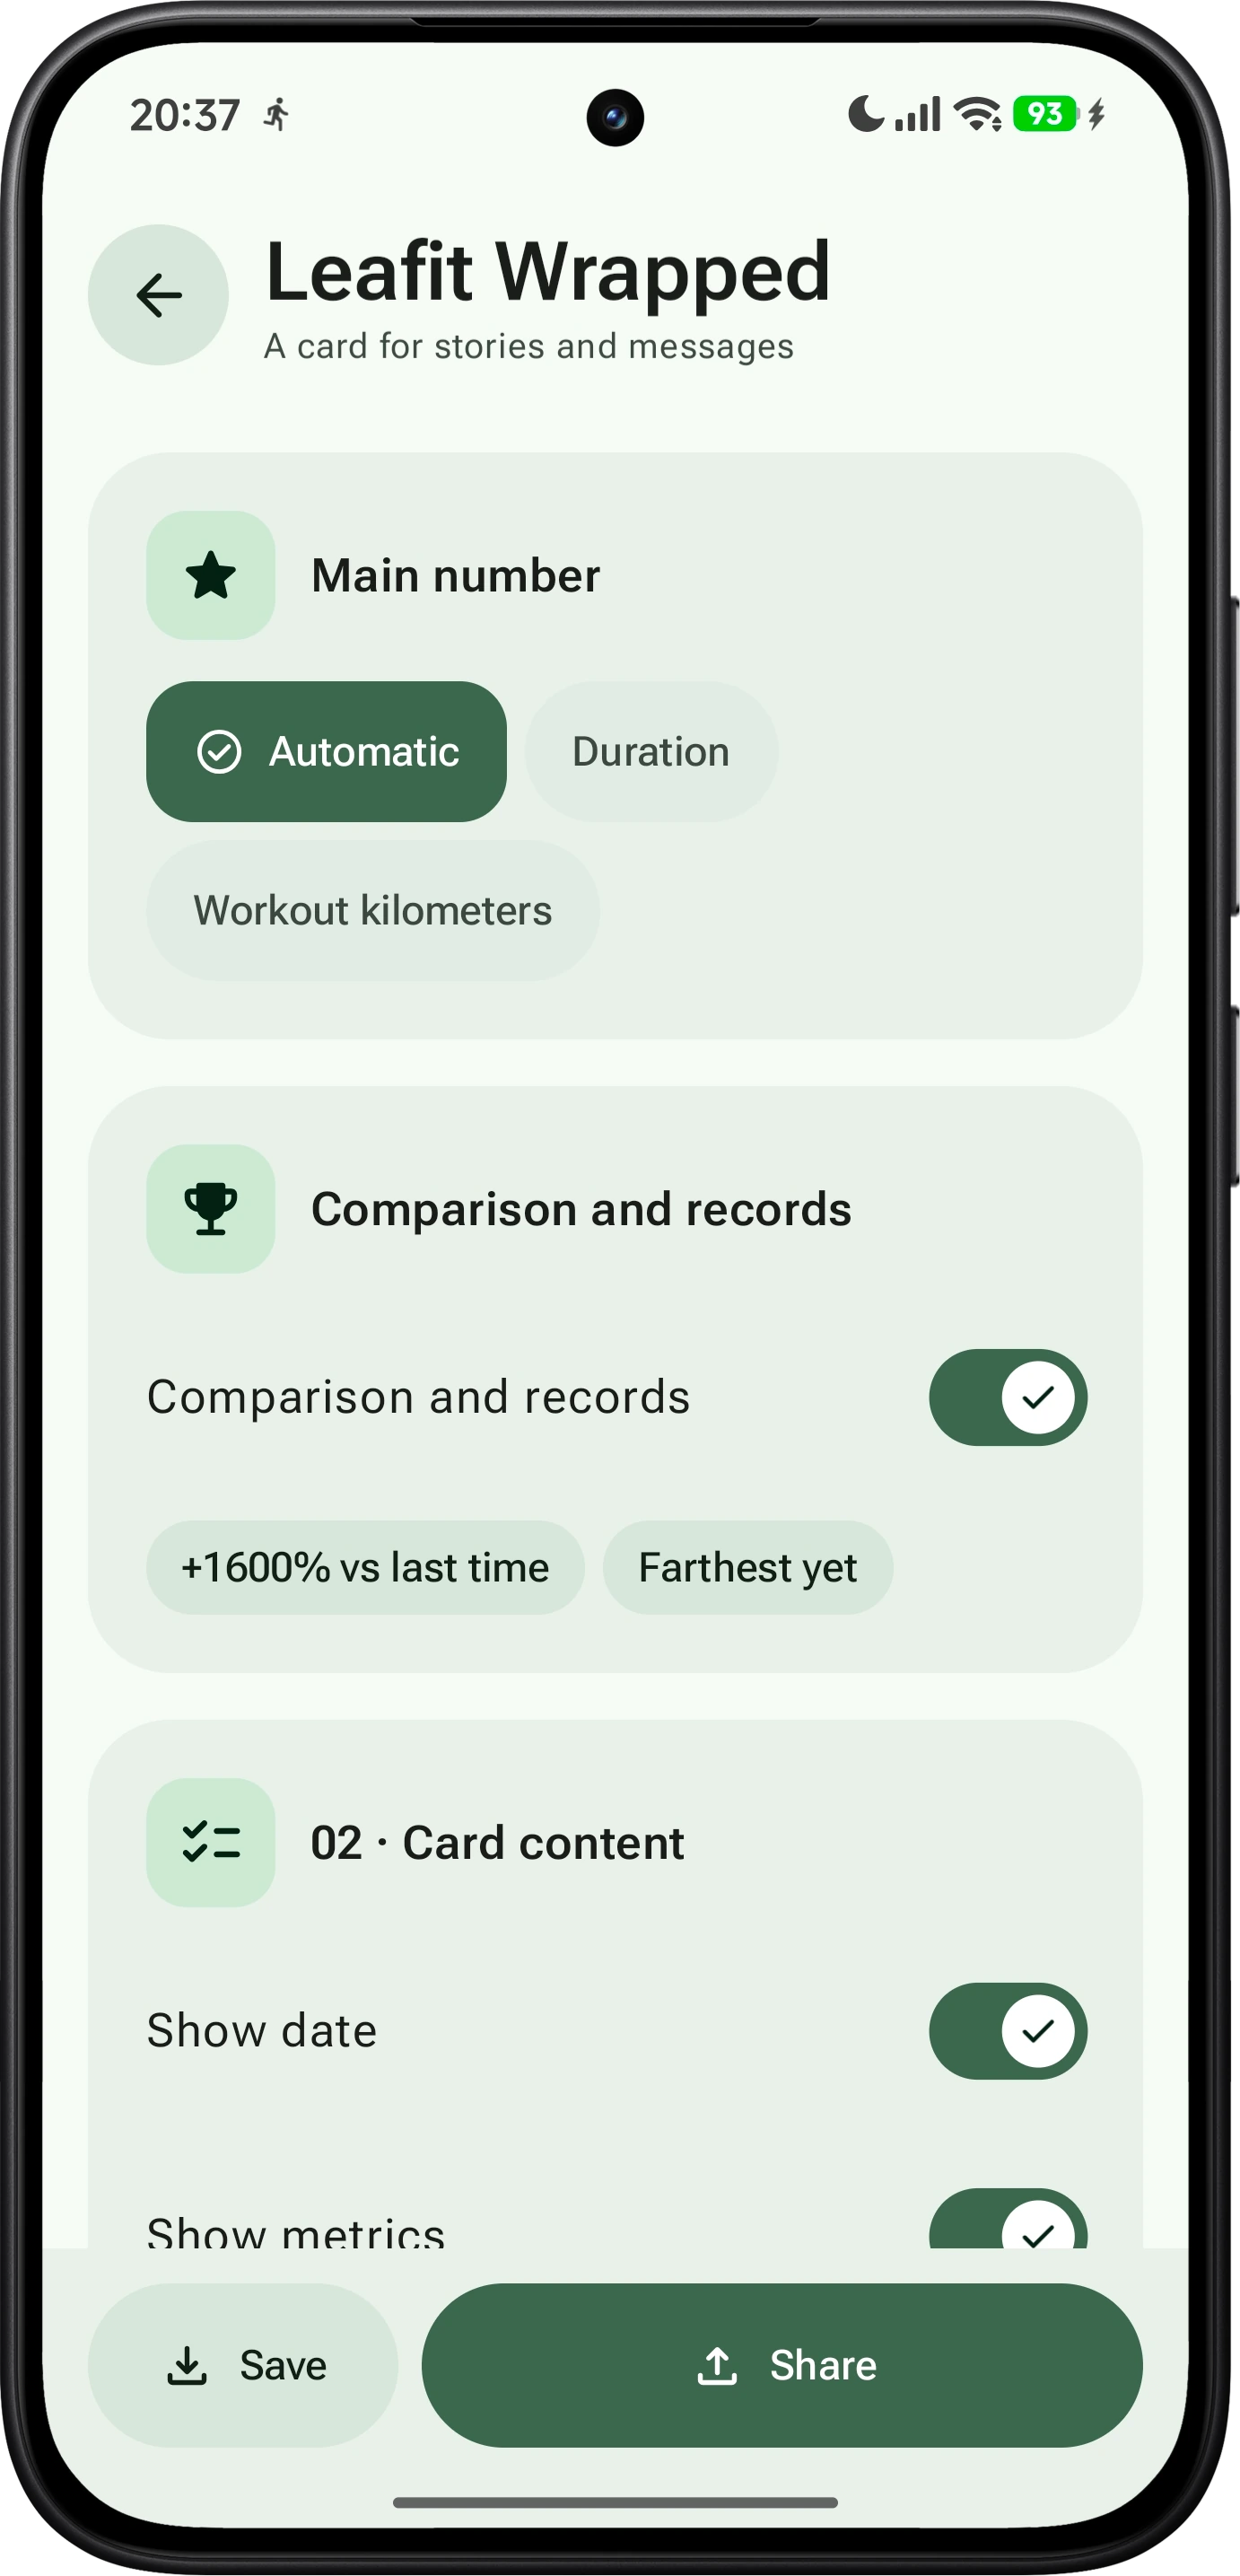 20:37
93
Leafit Wrapped
A card for stories and messages
Main number
Automatic
Duration
Workout kilometers
Comparison and records
Comparison and records
+1600% vs last time
Farthest yet
02 · Card content
Show date
Show metrics
Save
Share